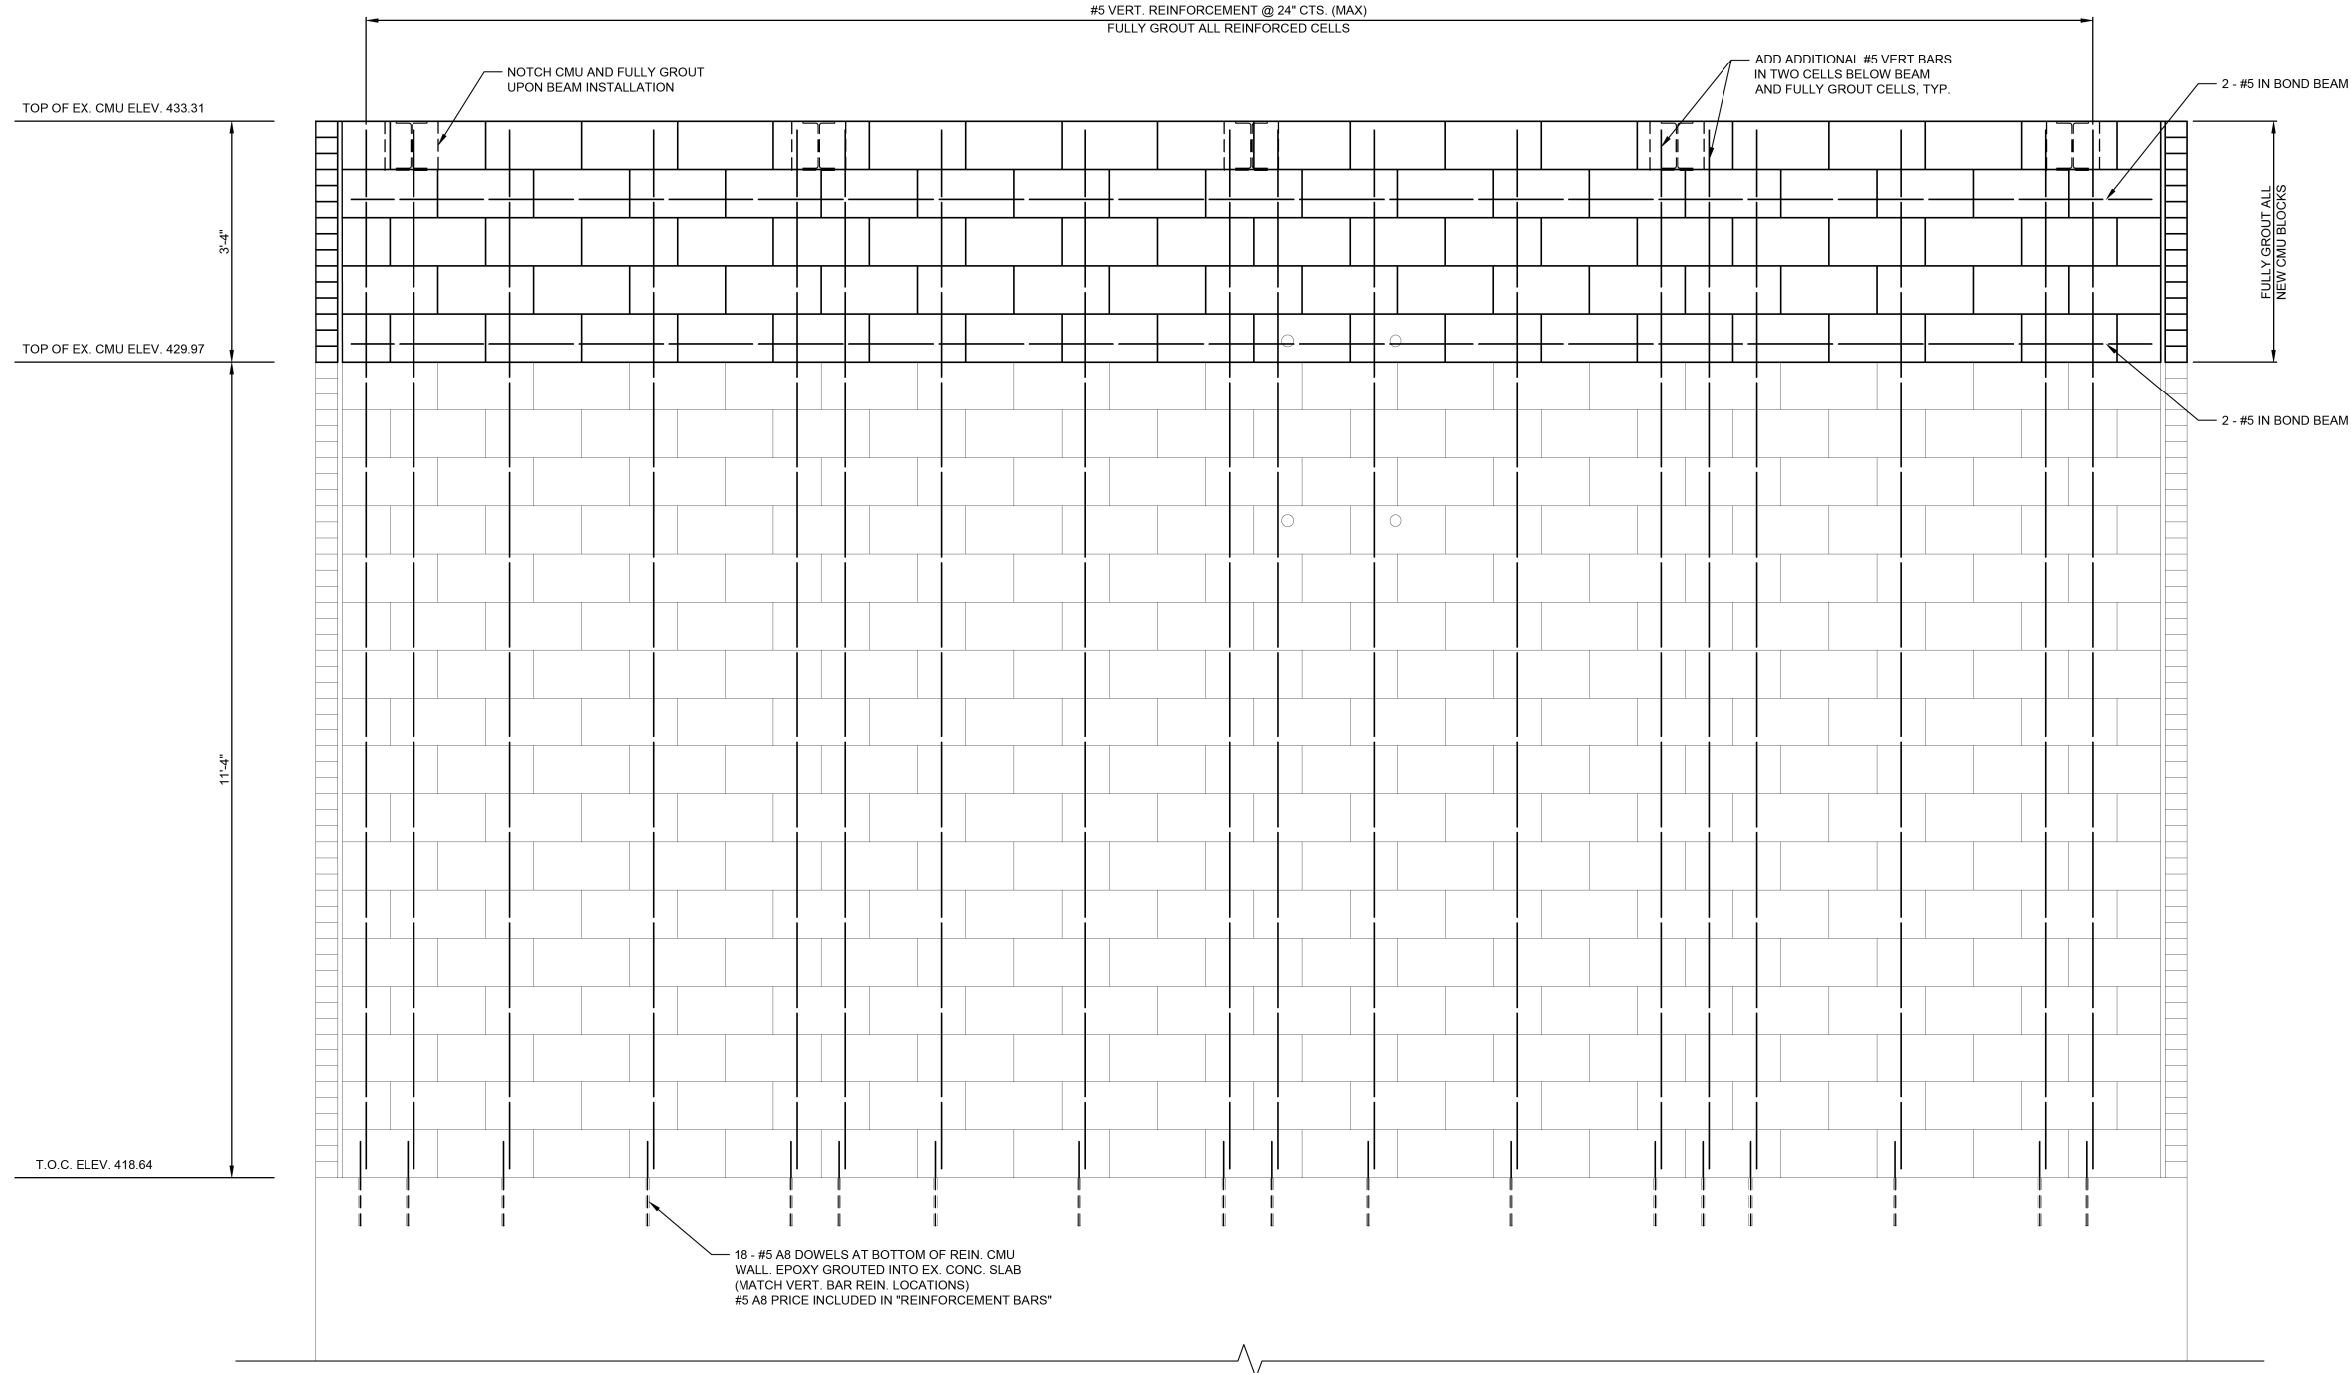 #5 VERT. REINFORCEMENT @ 24" CTS. (MAX)
FULLY GROUT ALL REINFORCED CELLS
NOTCH CMU AND FULLY GROUT
UPON BEAM INSTALLATION
ADD ADDITIONAL #5 VERT BARS
IN TWO CELLS BELOW BEAM
AND FULLY GROUT CELLS, TYP.
2 - #5 IN BOND BEAM
TOP OF EX. CMU ELEV. 433.31
3'-4"
FULLY GROUT ALL
NEW CMU BLOCKS
TOP OF EX. CMU ELEV. 429.97
2 - #5 IN BOND BEAM
11'-4"
T.O.C. ELEV. 418.64
18 - #5 A8 DOWELS AT BOTTOM OF REIN. CMU
WALL. EPOXY GROUTED INTO EX. CONC. SLAB
(MATCH VERT. BAR REIN. LOCATIONS)
#5 A8 PRICE INCLUDED IN "REINFORCEMENT BARS"